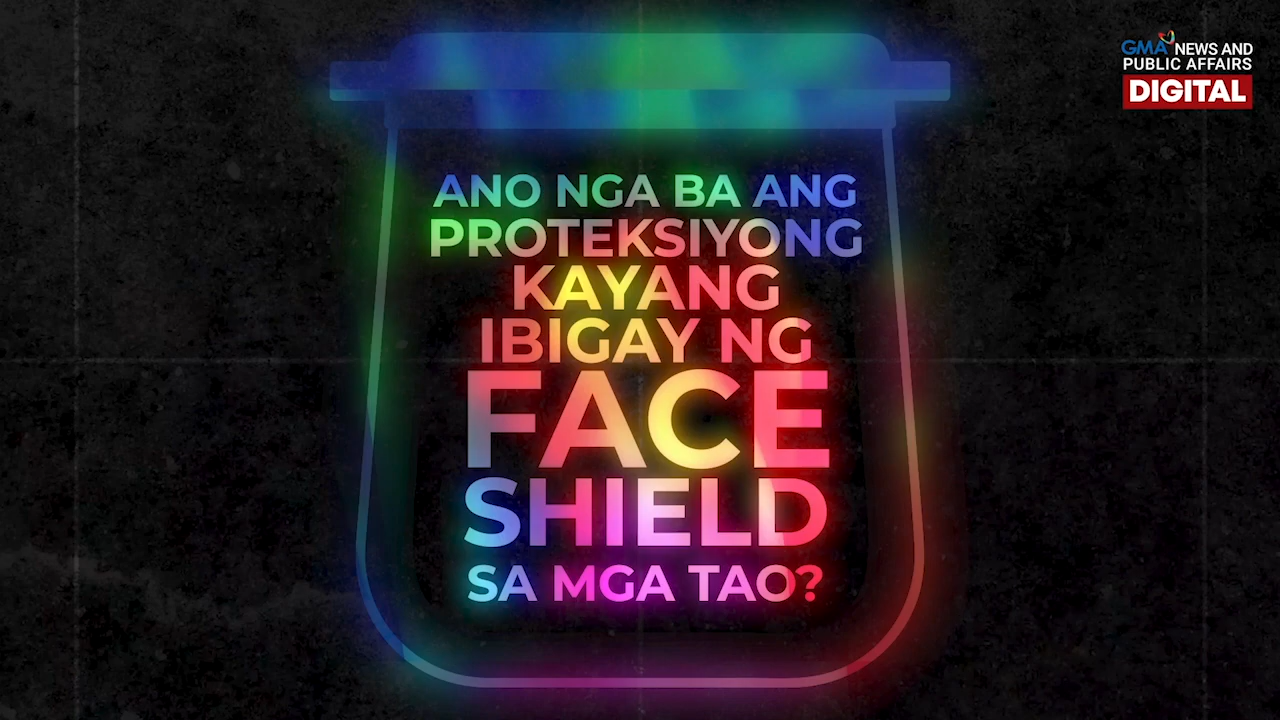 GMA NEWS AND
PUBLIC AFFAIRS
DIGITAL
ANO NGA BA ANG
PROTEKSIYONG
KAYANG
IBIGAY NG
FACE
SHIELD
SA MGA TAO?